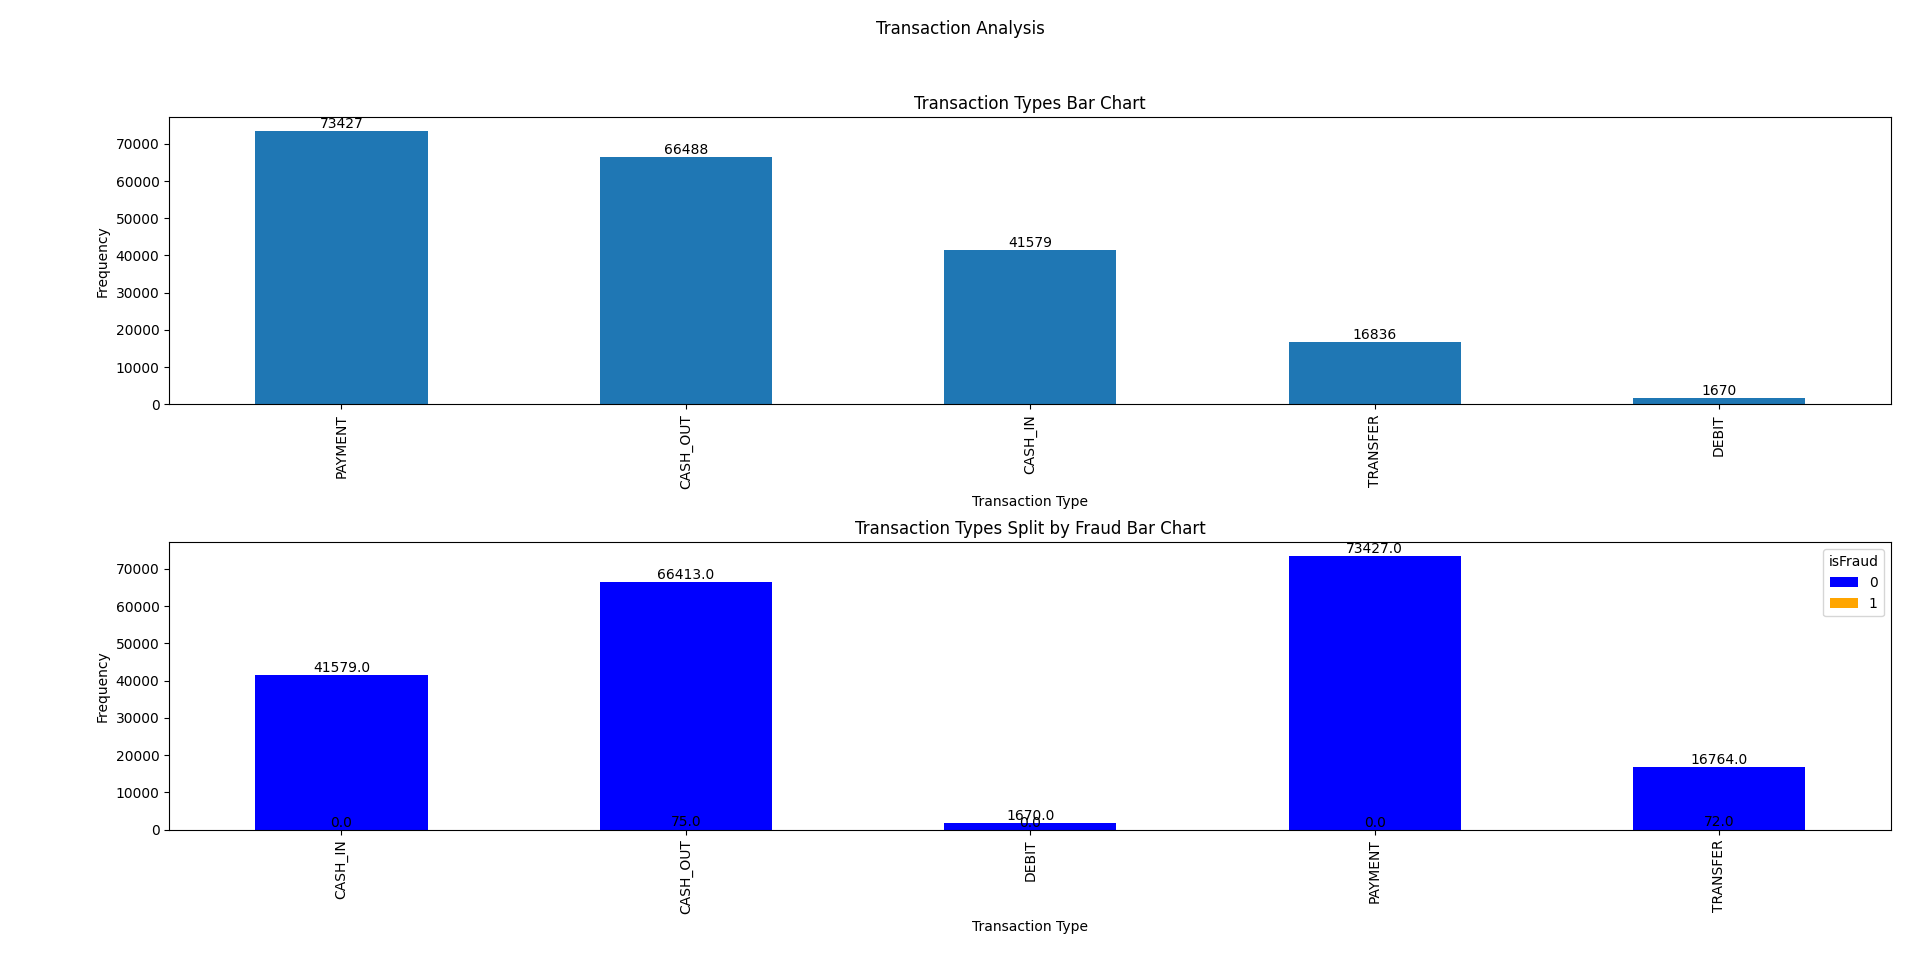 Transaction Analysis
Transaction Types Bar Chart
73427
66488
41579
16836
1670
70000
60000
50000
40000
30000
20000
10000
0
Frequency
PAYMENT
CASH_OUT
CASH_IN
TRANSFER
DEBIT
Transaction Type
Transaction Types Split by Fraud Bar Chart
isFraud
0
1
41579.0
66413.0
1670.0
73427.0
16764.0
0.0
75.0
0.0
0.0
72.0
70000
60000
50000
40000
30000
20000
10000
0
Frequency
CASH_IN
CASH_OUT
DEBIT
PAYMENT
TRANSFER
Transaction Type